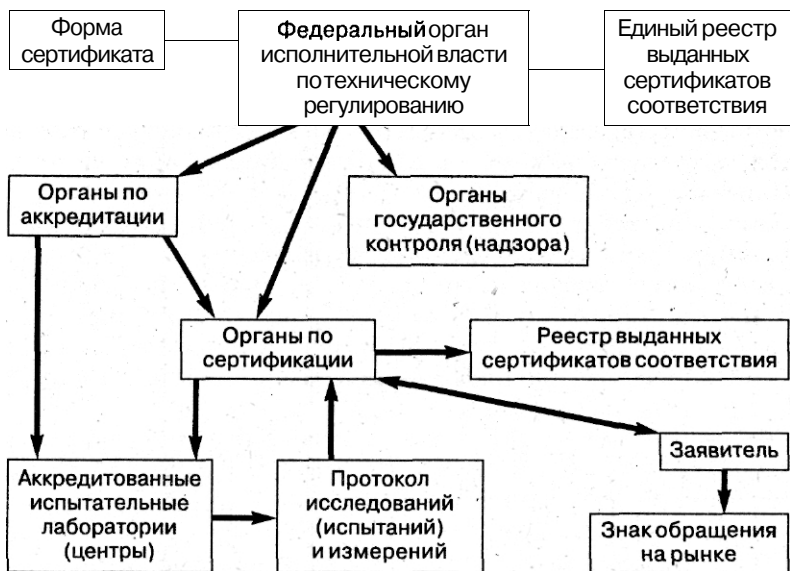 Форма
сертификата
Федеральный орган
исполнительной власти
по техническому
регулированию
Единый реестр
выданных
сертификатов
соответствия
Органы по
аккредитации
Органы
государственного
контроля (надзора)
Органы по
сертификации
Реестр выданных
сертификатов соответствия
Заявитель
Аккредитованные
испытательные
лаборатории
(центры)
Протокол
исследований
(испытаний)
и измерений
Знак обращения
на рынке